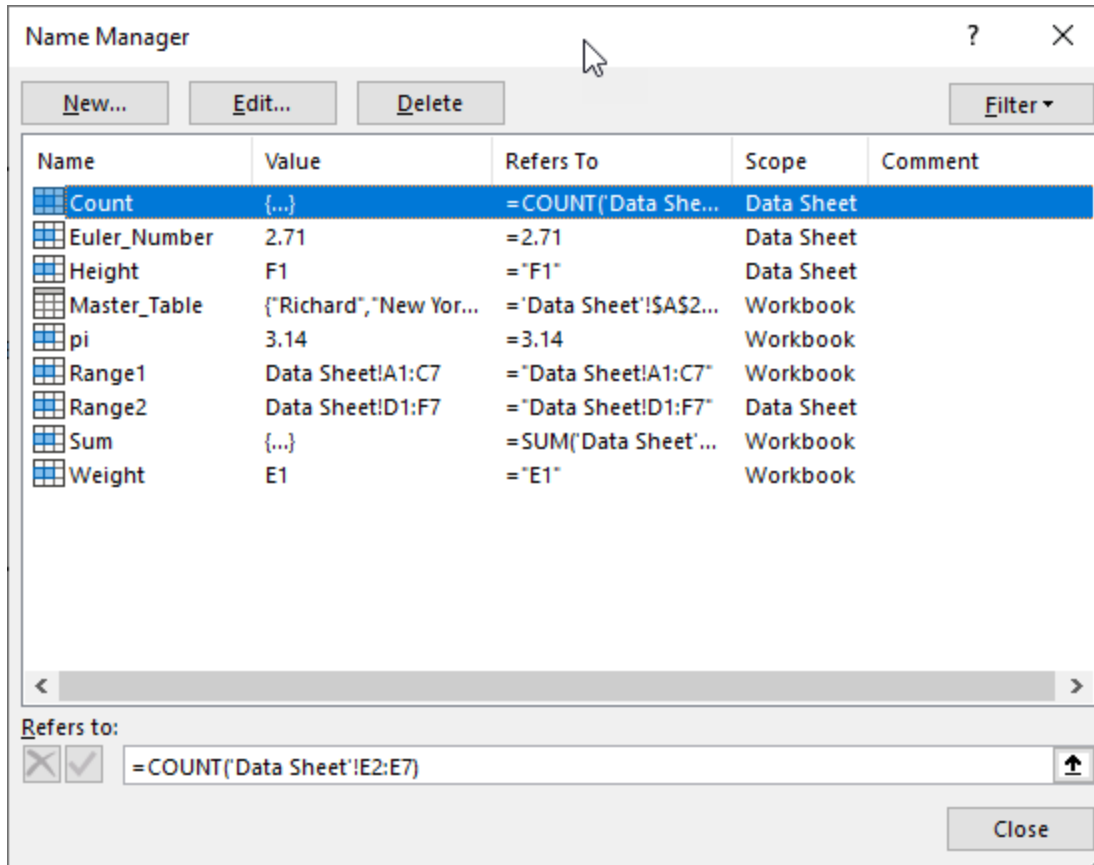 Name Manager ?
New... Edit... Delete Filter
Name Value Refers To Scope Comment
Count {...} =COUNT('Data She... Data Sheet
Euler_Number 2.71 =2.71 Data Sheet
Height F1 ="F1" Data Sheet
Master_Table {"Richard","New Yor... ='Data Sheet'!$A$2... Workbook
pi 3.14 =3.14 Workbook
Range1 Data Sheet!A1:C7 ="Data Sheet!A1:C7" Workbook
Range2 Data Sheet!D1:F7 ="Data Sheet!D1:F7" Data Sheet
Sum {...} =SUM('Data Sheet'... Workbook
Weight E1 ="E1" Workbook
Refers to:
=COUNT('Data Sheet'!E2:E7)
Close